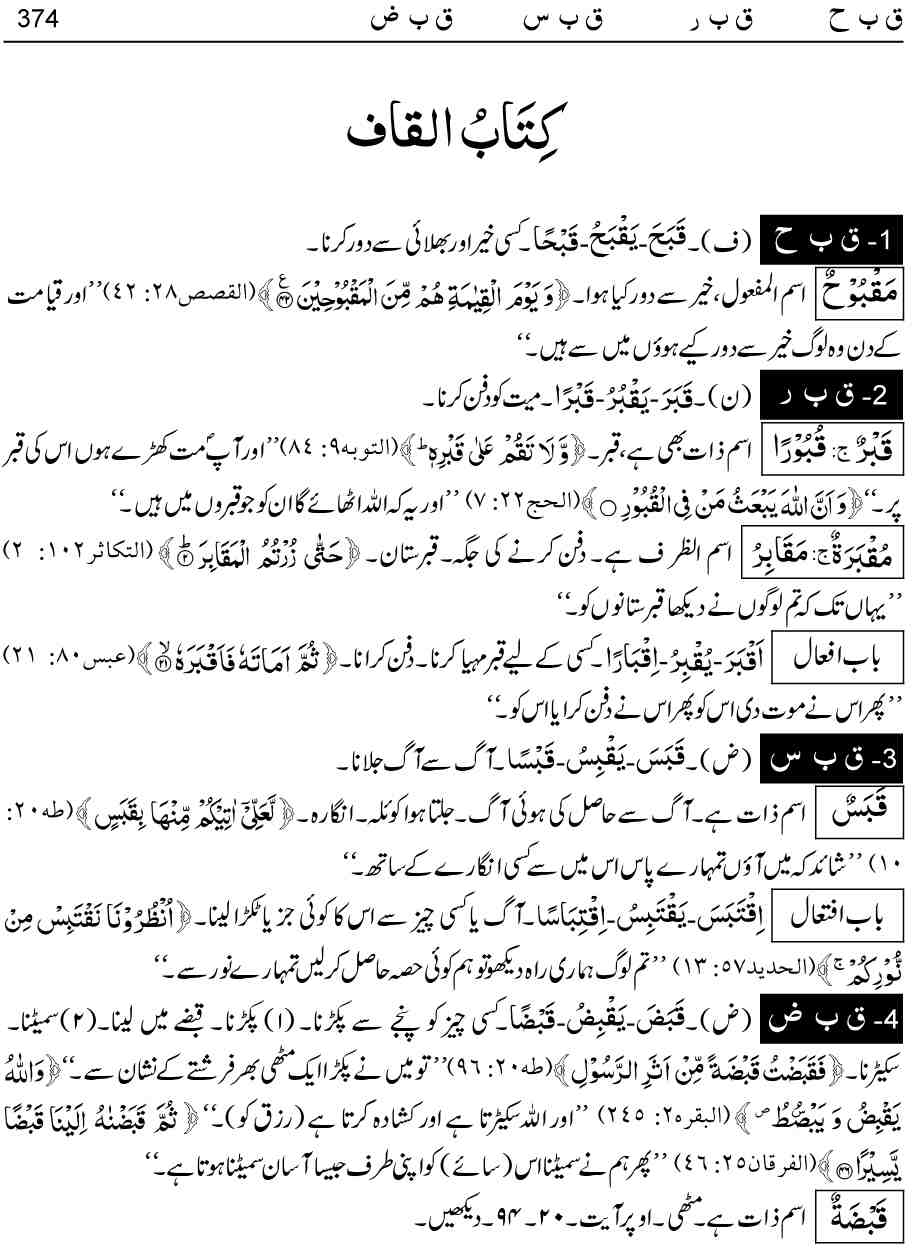 ق ب ح ق ب ر ق ب س ق ب ض 374
كِتَابُ القاف
1- ق ب ح (ف)۔ قَبَحَ-يَقْبَحُ-قَبْحًا۔ کسی خیر اور بھلائی سے دور کرنا۔
مَقْبُوْحٌ اسم المفعول، خیر سے دور کیا ہوا۔ ﴿وَيَوْمَ الْقِيٰمَةِ هُمْ مِّنَ الْمَقْبُوْحِيْنَ ۝۴۲ۧ﴾ (القصص۲۸: ۴۲) ’’اور قیامت
کے دن وہ لوگ خیر سے دور کیے ہوؤں میں سے ہیں۔‘‘
2- ق ب ر (ن)۔ قَبَرَ-يَقْبُرُ-قَبْرًا۔ میت کو دفن کرنا۔
قَبْرٌ ج: قُبُوْرًا اسم ذات بھی ہے، قبر۔ ﴿وَّلَا تَقُمْ عَلٰى قَبْرِهٖ ؕ﴾ (التوبہ۹: ۸۴) ’’اور آپؐ مت کھڑے ہوں اس کی قبر
پر۔‘‘ ﴿وَاَنَّ اللّٰهَ يَبْعَثُ مَنْ فِى الْقُبُوْرِ ۝﴾ (الحج۲۲: ۷) ’’اور یہ کہ اللہ اٹھائے گا ان کو جو قبروں میں ہیں۔‘‘
مَقْبُرَةٌ ج: مَقَابِرُ اسم الظرف ہے۔ دفن کرنے کی جگہ۔ قبرستان۔ ﴿حَتّٰى زُرْتُمُ الْمَقَابِرَ ۝۲ؕ﴾ (التکاثر۱۰۲: ۲)
’’یہاں تک کہ تم لوگوں نے دیکھا قبرستانوں کو۔‘‘
باب افعال اَقْبَرَ-يُقْبِرُ-اِقْبَارًا۔ کسی کے لیے قبر مہیا کرنا۔ دفن کرانا۔ ﴿ثُمَّ اَمَاتَهٗ فَاَقْبَرَهٗ ۝۲۱ۙ﴾ (عبس۸۰: ۲۱)
’’پھر اس نے موت دی اس کو پھر اس نے دفن کرایا اس کو۔‘‘
3- ق ب س (ض)۔ قَبَسَ-يَقْبِسُ-قَبْسًا۔ آگ سے آگ جلانا۔
قَبَسٌ اسم ذات ہے۔ آگ سے حاصل کی ہوئی آگ۔ جلتا ہوا کوئلہ۔ انگارہ۔ ﴿لَّعَلِّىْٓ اٰتِيْكُمْ مِّنْهَا بِقَبَسٍ﴾ (طه۲۰:
۱۰) ’’شائد کہ میں آؤں تمہارے پاس اس میں سے کسی انگارے کے ساتھ۔‘‘
باب افتعال اِقْتَبَسَ-يَقْتَبِسُ-اِقْتِبَاسًا۔ آگ یا کسی چیز سے اس کا کوئی جز یا ٹکڑا لینا۔ ﴿اُنْظُرُوْنَا نَقْتَبِسْ مِنْ
نُّوْرِكُمْ ۚ﴾ (الحدید۵۷: ۱۳) ’’تم لوگ ہماری راہ دیکھو تو ہم کوئی حصہ حاصل کر لیں تمہارے نور سے۔‘‘
4- ق ب ض (ض)۔ قَبَضَ-يَقْبِضُ-قَبْضًا۔ کسی چیز کو پنجے سے پکڑنا۔ (۱) پکڑنا۔ قبضے میں لینا۔ (۲) سمیٹنا۔
سکیڑنا۔ ﴿فَقَبَضْتُ قَبْضَةً مِّنْ اَثَرِ الرَّسُوْلِ﴾ (طه۲۰: ۹۶) ’’تو میں نے پکڑا ایک مٹھی بھر فرشتے کے نشان سے۔‘‘ ﴿وَاللّٰهُ
يَقْبِضُ وَ يَبْصُۜطُ ۪﴾ (البقرہ۲: ۲۴۵) ’’اور اللہ سکیڑتا ہے اور کشادہ کرتا ہے (رزق کو)۔‘‘ ﴿ثُمَّ قَبَضْنٰهُ اِلَيْنَا قَبْضًا
يَّسِيْرًا ۝۴۶﴾ (الفرقان۲۵: ۴۶) ’’پھر ہم نے سمیٹنا اس (سائے) کو اپنی طرف جیسا آسان سمیٹنا ہوتا ہے۔‘‘
قَبْضَةٌ اسم ذات ہے۔ مٹھی۔ اوپر آیت۔ ۲۰۔ ۹۴۔ دیکھیں۔